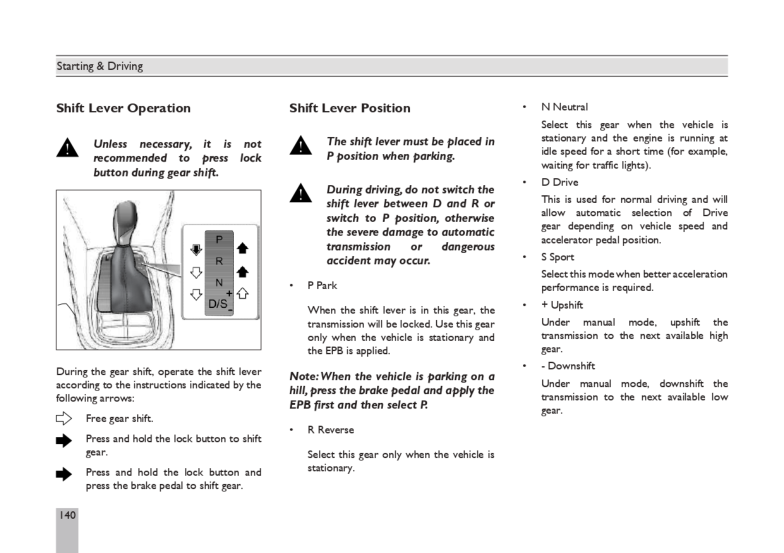 Starting & Driving
Shift Lever Operation
Unless necessary, it is not
recommended to press lock
button during gear shift.
P
R
N
+
D/S
-
During the gear shift, operate the shift lever
according to the instructions indicated by the
following arrows:
Free gear shift.
Press and hold the lock button to shift
gear.
Press and hold the lock button and
press the brake pedal to shift gear.
Shift Lever Position
The shift lever must be placed in
P position when parking.
During driving, do not switch the
shift lever between D and R or
switch to P position, otherwise
the severe damage to automatic
transmission or dangerous
accident may occur.
• P Park
When the shift lever is in this gear, the
transmission will be locked. Use this gear
only when the vehicle is stationary and
the EPB is applied.
Note: When the vehicle is parking on a
hill, press the brake pedal and apply the
EPB first and then select P.
• R Reverse
Select this gear only when the vehicle is
stationary.
• N Neutral
Select this gear when the vehicle is
stationary and the engine is running at
idle speed for a short time (for example,
waiting for traffic lights).
• D Drive
This is used for normal driving and will
allow automatic selection of Drive
gear depending on vehicle speed and
accelerator pedal position.
• S Sport
Select this mode when better acceleration
performance is required.
• + Upshift
Under manual mode, upshift the
transmission to the next available high
gear.
• - Downshift
Under manual mode, downshift the
transmission to the next available low
gear.
140